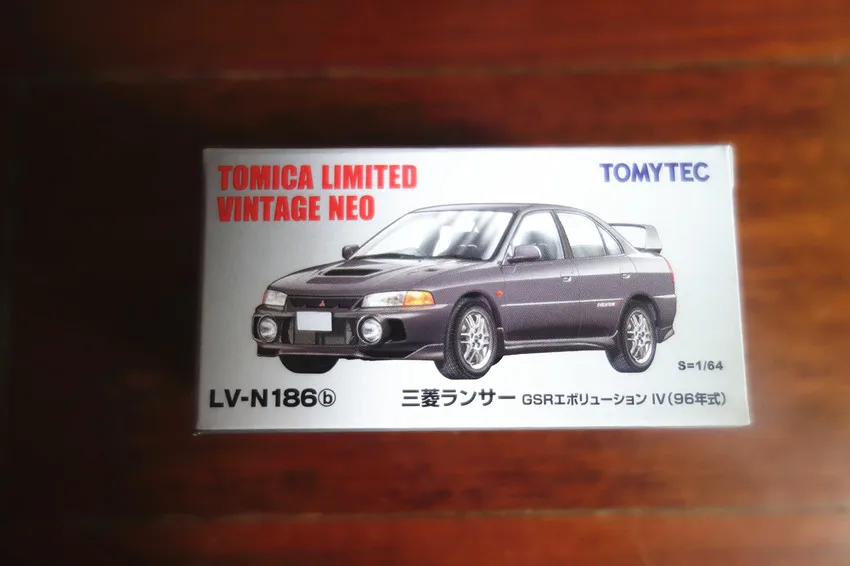 TOMICA LIMITED
VINTAGE NEO
TOMYTEC
S=1/64
LV-N186ⓑ
三菱ランサー GSRエボリューション IV(96年式)